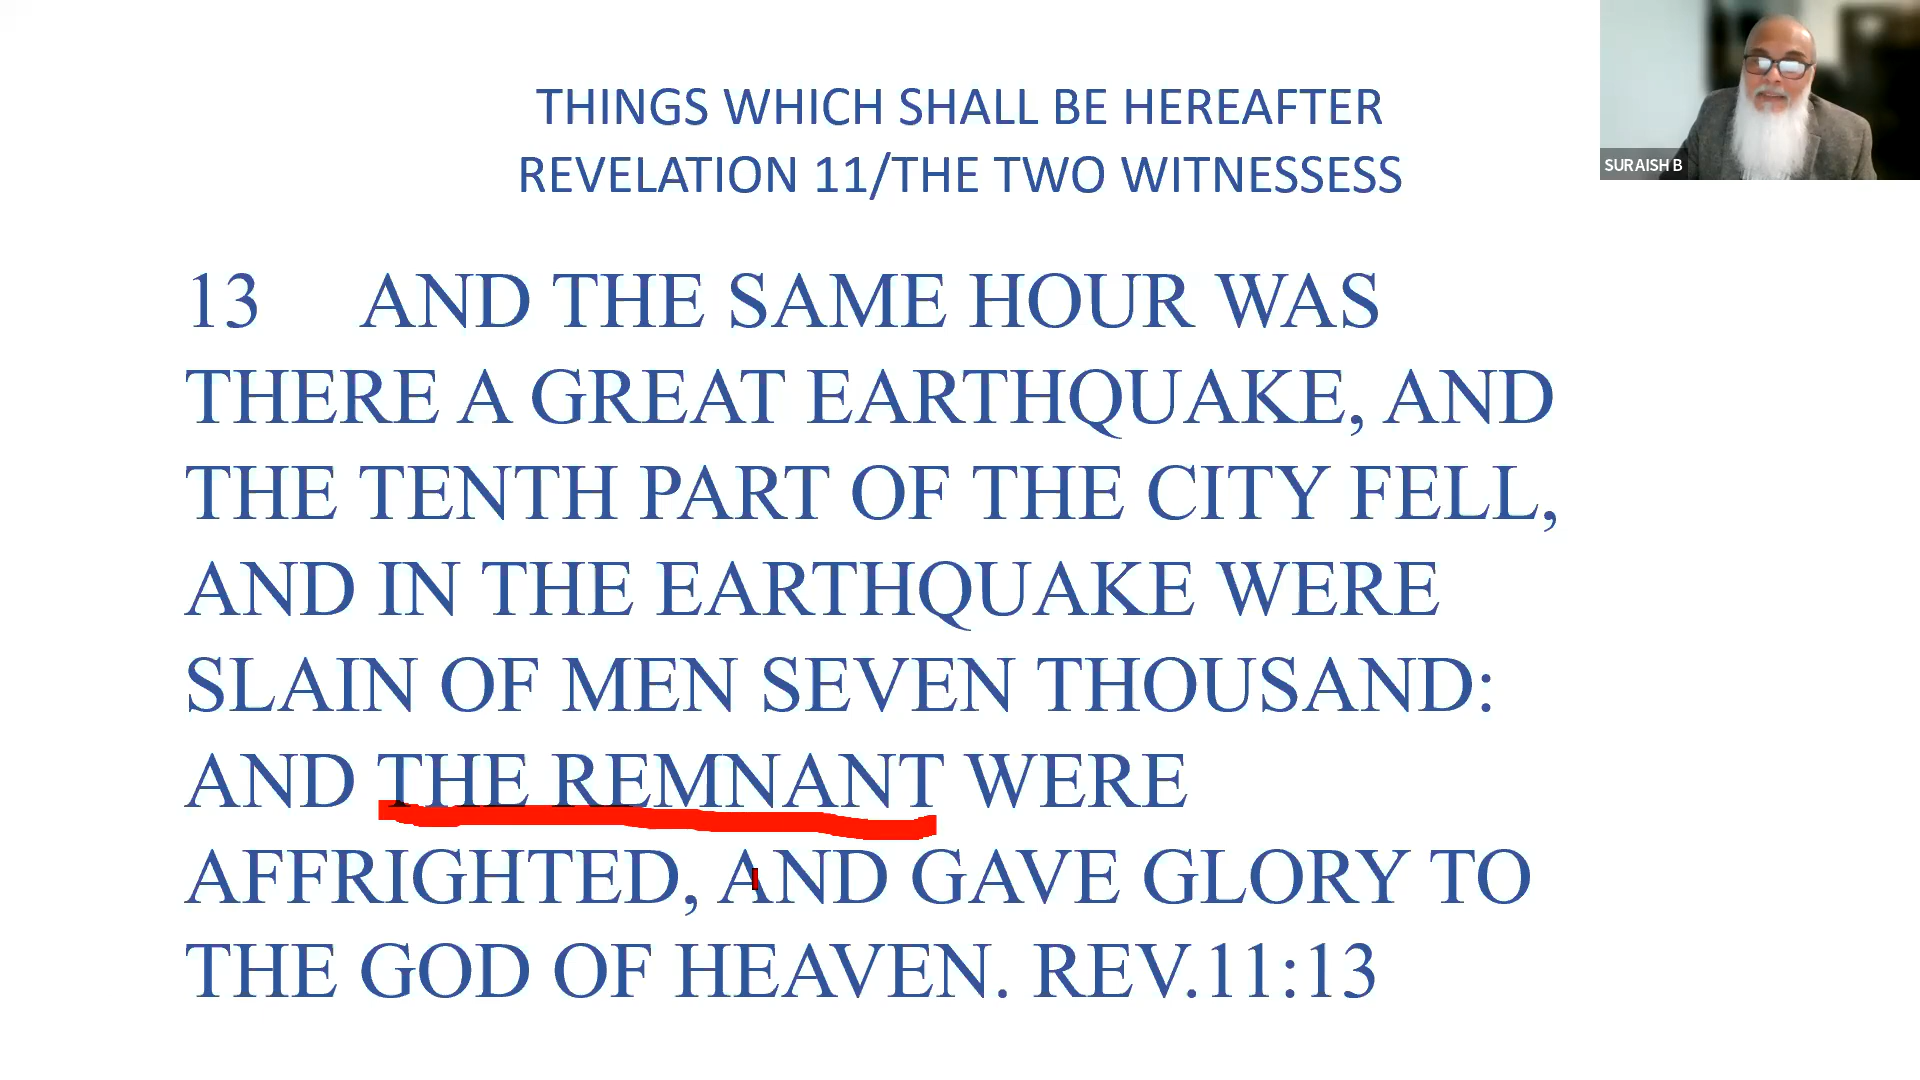 THINGS WHICH SHALL BE HEREAFTER
REVELATION 11/THE TWO WITNESSESS
SURAISH B
13 AND THE SAME HOUR WAS
THERE A GREAT EARTHQUAKE, AND
THE TENTH PART OF THE CITY FELL,
AND IN THE EARTHQUAKE WERE
SLAIN OF MEN SEVEN THOUSAND:
AND THE REMNANT WERE
AFFRIGHTED, AND GAVE GLORY TO
THE GOD OF HEAVEN. REV.11:13